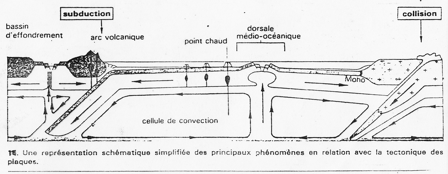 subduction
collision
bassin
d'effondrement
arc volcanique
point chaud
dorsale
médio-océanique
Moho
cellule de convection
Une représentation schématique simplifiée des principaux phénomènes en relation avec la tectonique des
plaques.